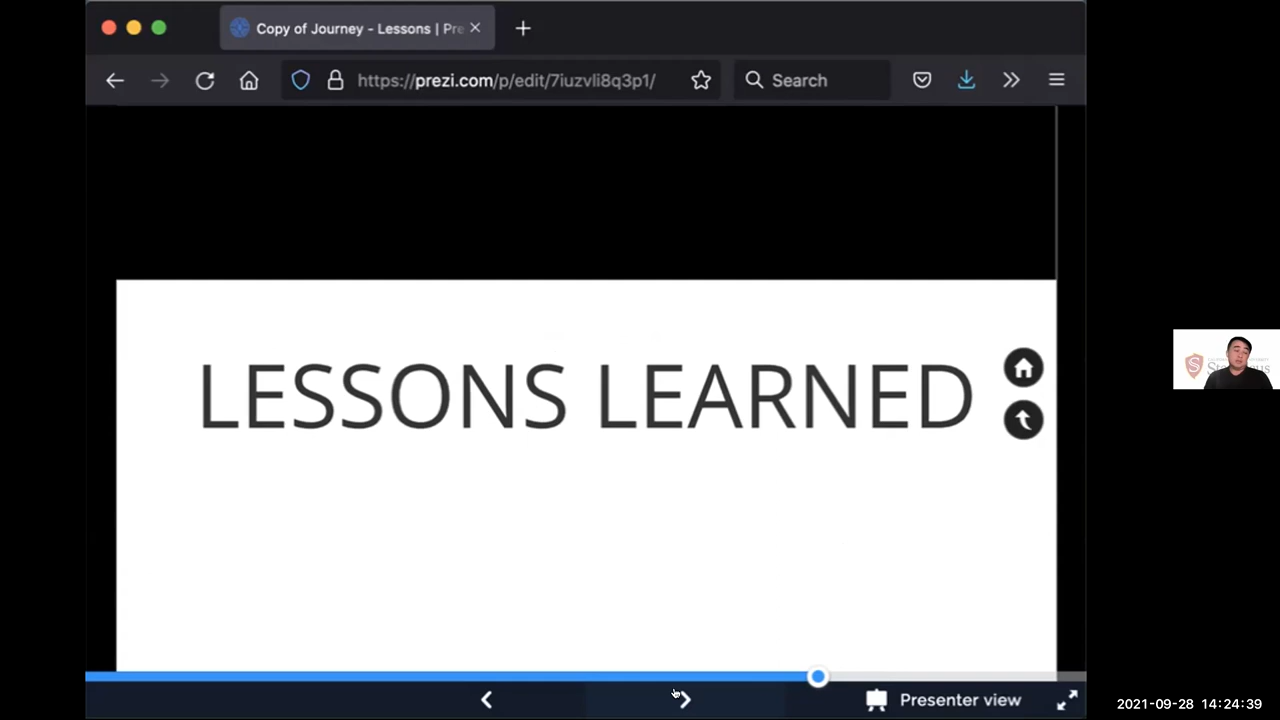 Copy of Journey - Lessons | Pre
https://prezi.com/p/edit/7iuzvli8q3p1/
Search
LESSONS LEARNED
Presenter view
2021-09-28 14:24:39